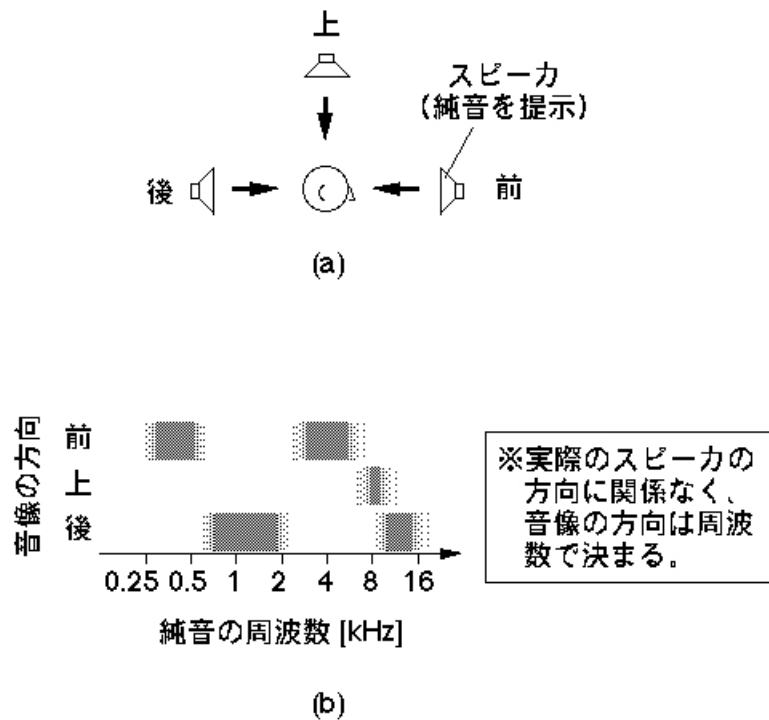 上
スピーカ
(純音を提示)
後
前
(a)
音像の方向
前
上
後
0.25 0.5 1 2 4 8 16
純音の周波数 [kHz]
※実際のスピーカの
方向に関係なく、
音像の方向は周波
数で決まる。
(b)